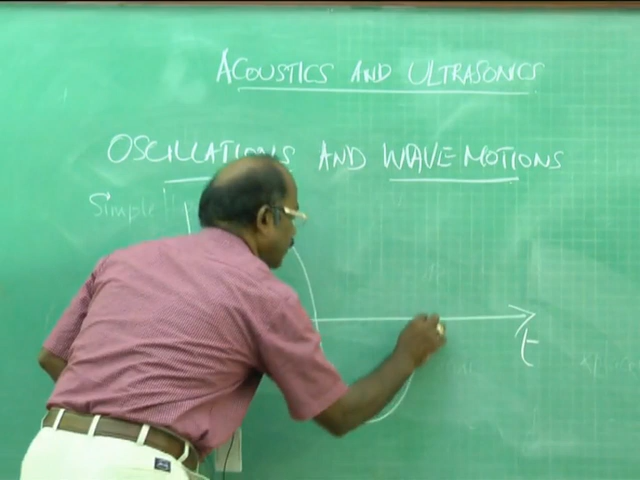 ACOUSTICS AND ULTRASONICS
OSCILLATIONS AND WAVE MOTIONS
Simple
t